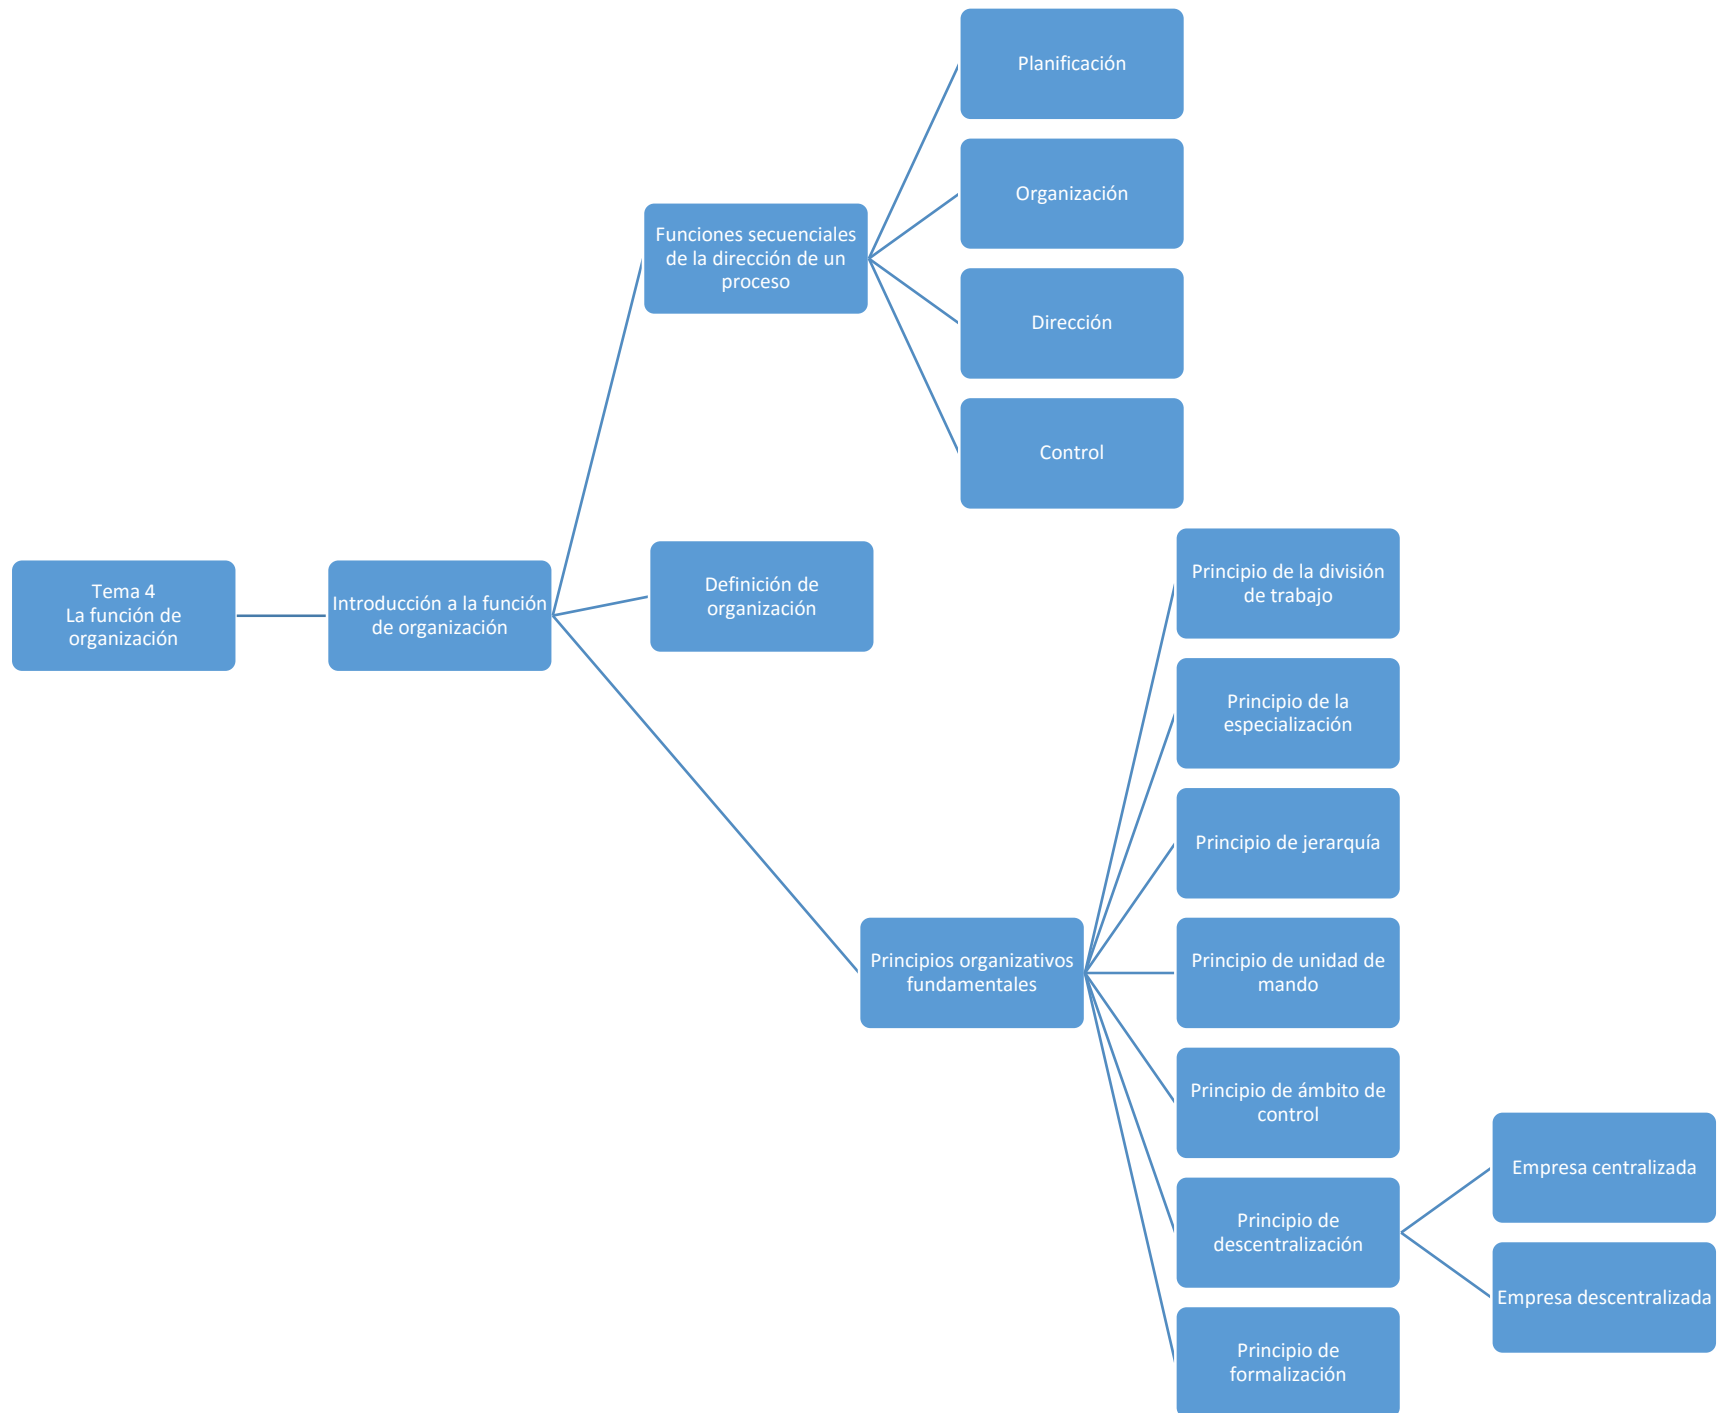 Tema 4
La función de
organización
Introducción a la función
de organización
Funciones secuenciales
de la dirección de un
proceso
Planificación
Organización
Dirección
Control
Definición de
organización
Principios organizativos
fundamentales
Principio de la división
de trabajo
Principio de la
especialización
Principio de jerarquía
Principio de unidad de
mando
Principio de ámbito de
control
Principio de
descentralización
Empresa centralizada
Empresa descentralizada
Principio de
formalización